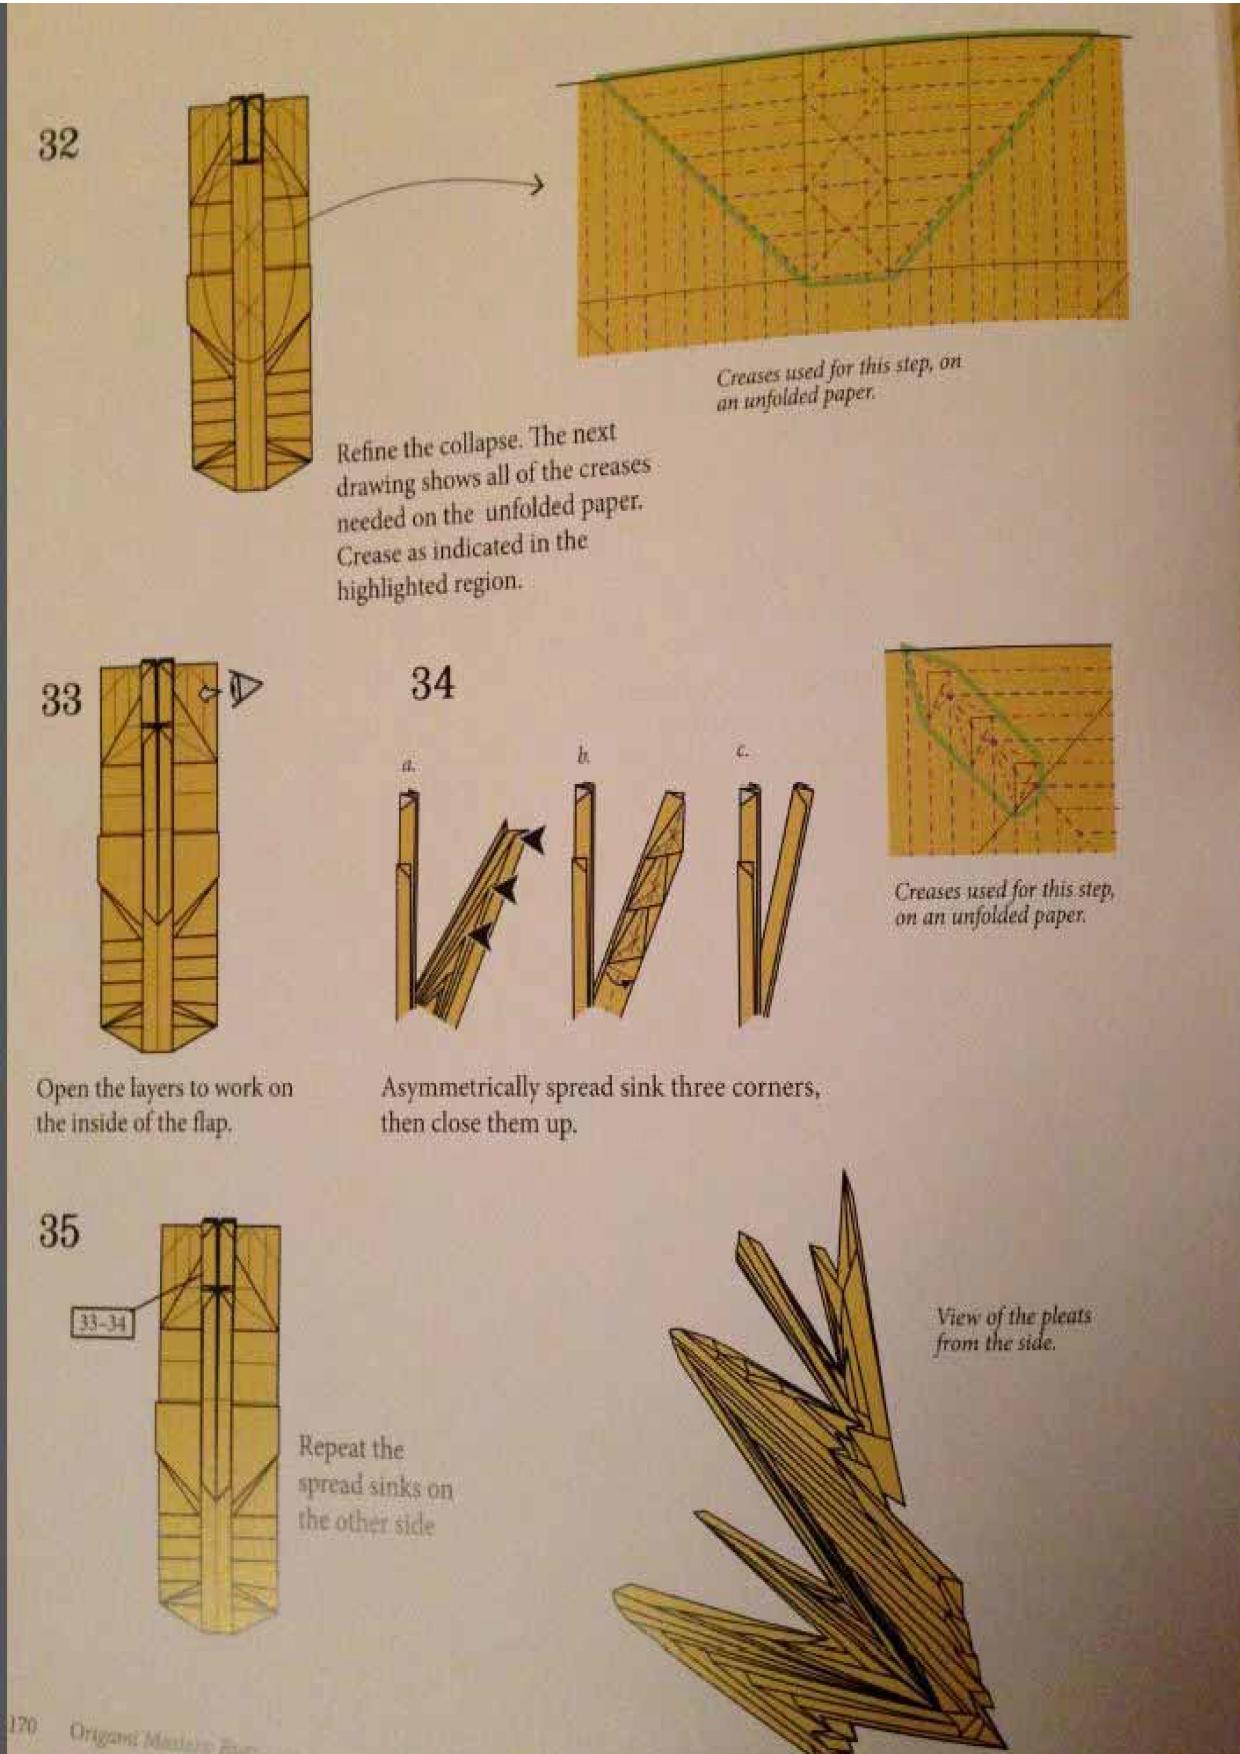 32
Creases used for this step, on
an unfolded paper.
Refine the collapse. The next
drawing shows all of the creases
needed on the unfolded paper.
Crease as indicated in the
highlighted region.
33
34
a.
b.
c.
Creases used for this step,
on an unfolded paper.
Open the layers to work on
the inside of the flap.
Asymmetrically spread sink three corners,
then close them up.
35
33-34
View of the pleats
from the side.
Repeat the
spread sinks on
the other side
170 Origami Masters